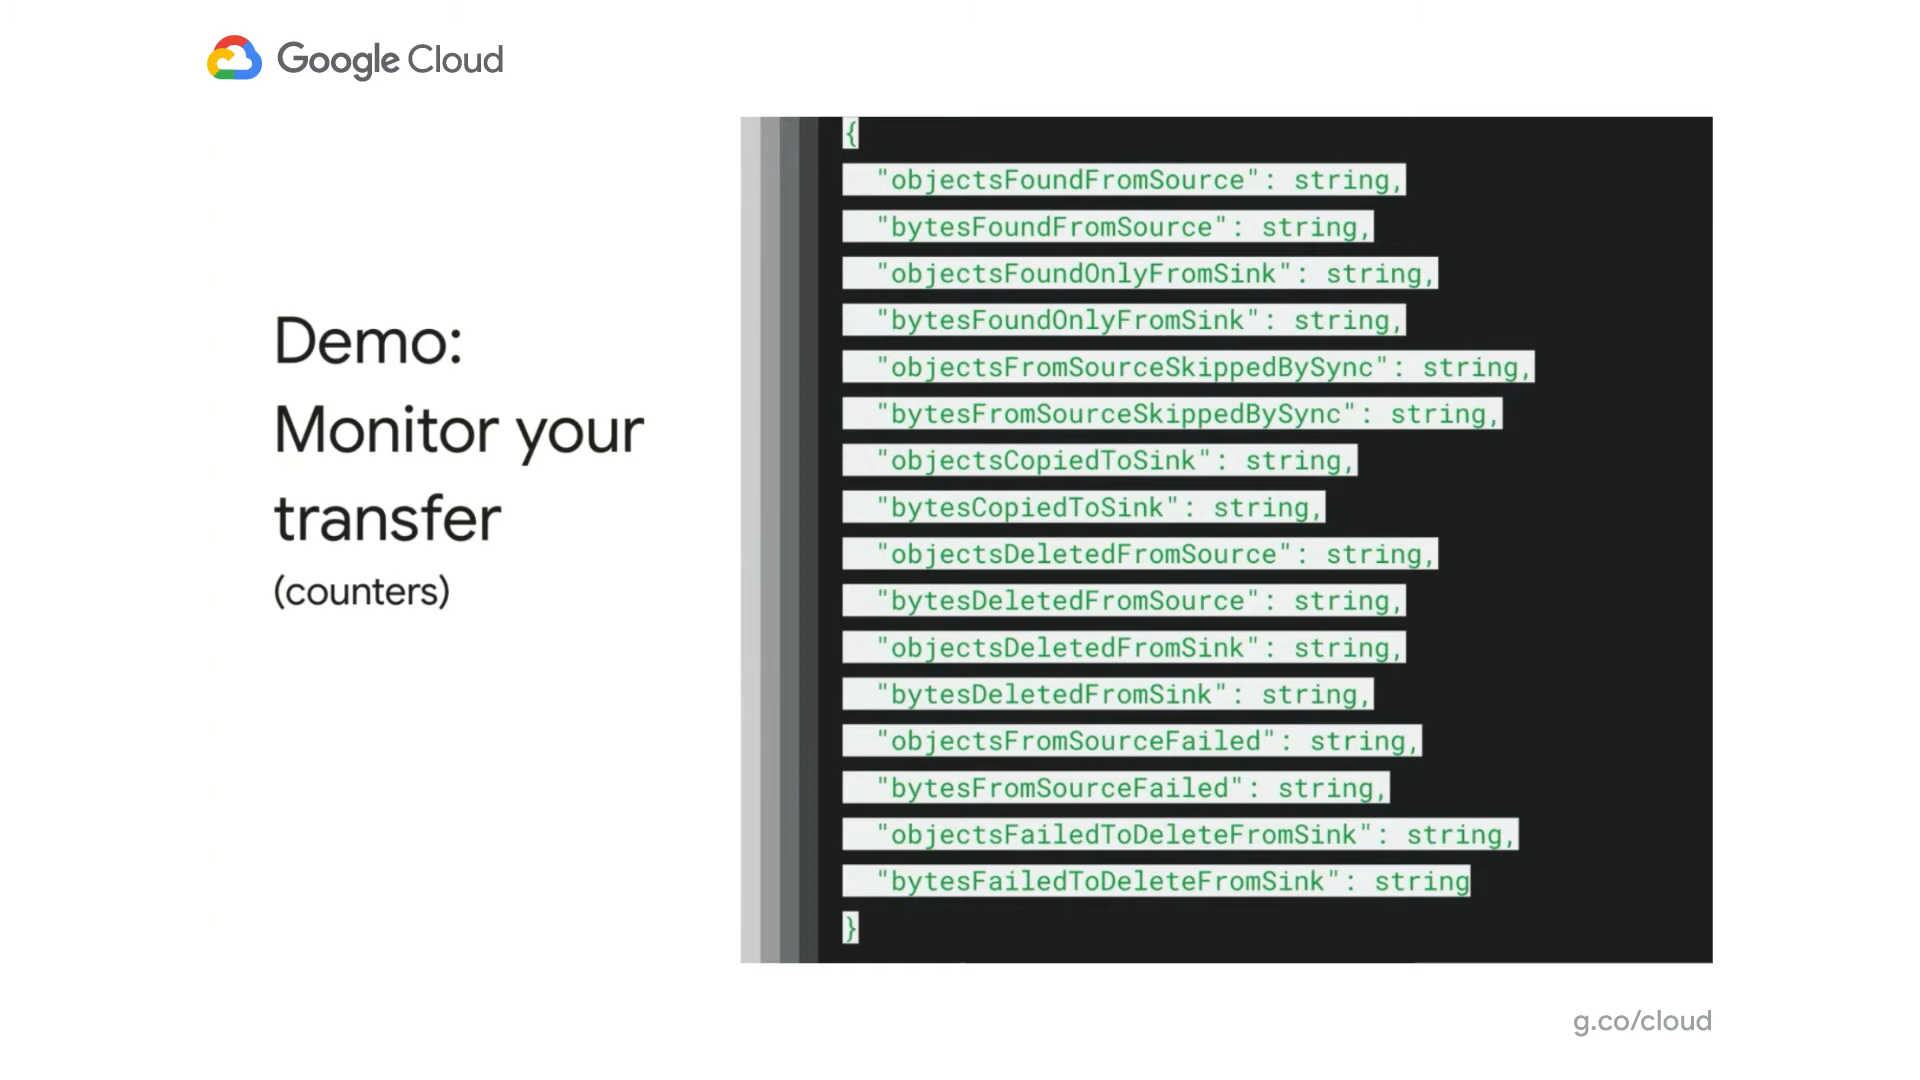 Google Cloud
Demo:
Monitor your
transfer
(counters)
{
"objectsFoundFromSource": string,
"bytesFoundFromSource": string,
"objectsFoundOnlyFromSink": string,
"bytesFoundOnlyFromSink": string,
"objectsFromSourceSkippedBySync": string,
"bytesFromSourceSkippedBySync": string,
"objectsCopiedToSink": string,
"bytesCopiedToSink": string,
"objectsDeletedFromSource": string,
"bytesDeletedFromSource": string,
"objectsDeletedFromSink": string,
"bytesDeletedFromSink": string,
"objectsFromSourceFailed": string,
"bytesFromSourceFailed": string,
"objectsFailedToDeleteFromSink": string,
"bytesFailedToDeleteFromSink": string
}
g.co/cloud